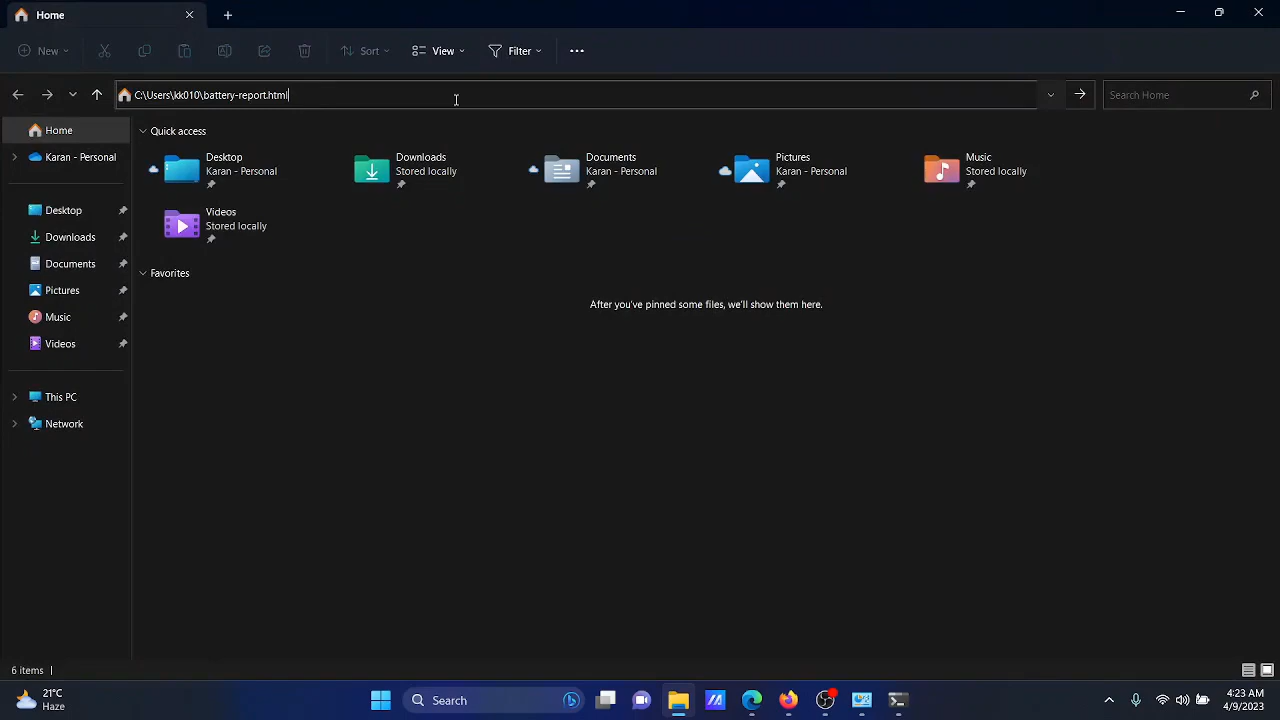 Home
New
Sort
View
Filter
C:\Users\kk010\battery-report.html
Search Home
Home
Karan - Personal
Desktop
Downloads
Documents
Pictures
Music
Videos
This PC
Network
Quick access
Desktop
Karan - Personal
Downloads
Stored locally
Documents
Karan - Personal
Pictures
Karan - Personal
Music
Stored locally
Videos
Stored locally
Favorites
After you've pinned some files, we'll show them here.
6 items
21°C
Haze
Search
4:23 AM
4/9/2023